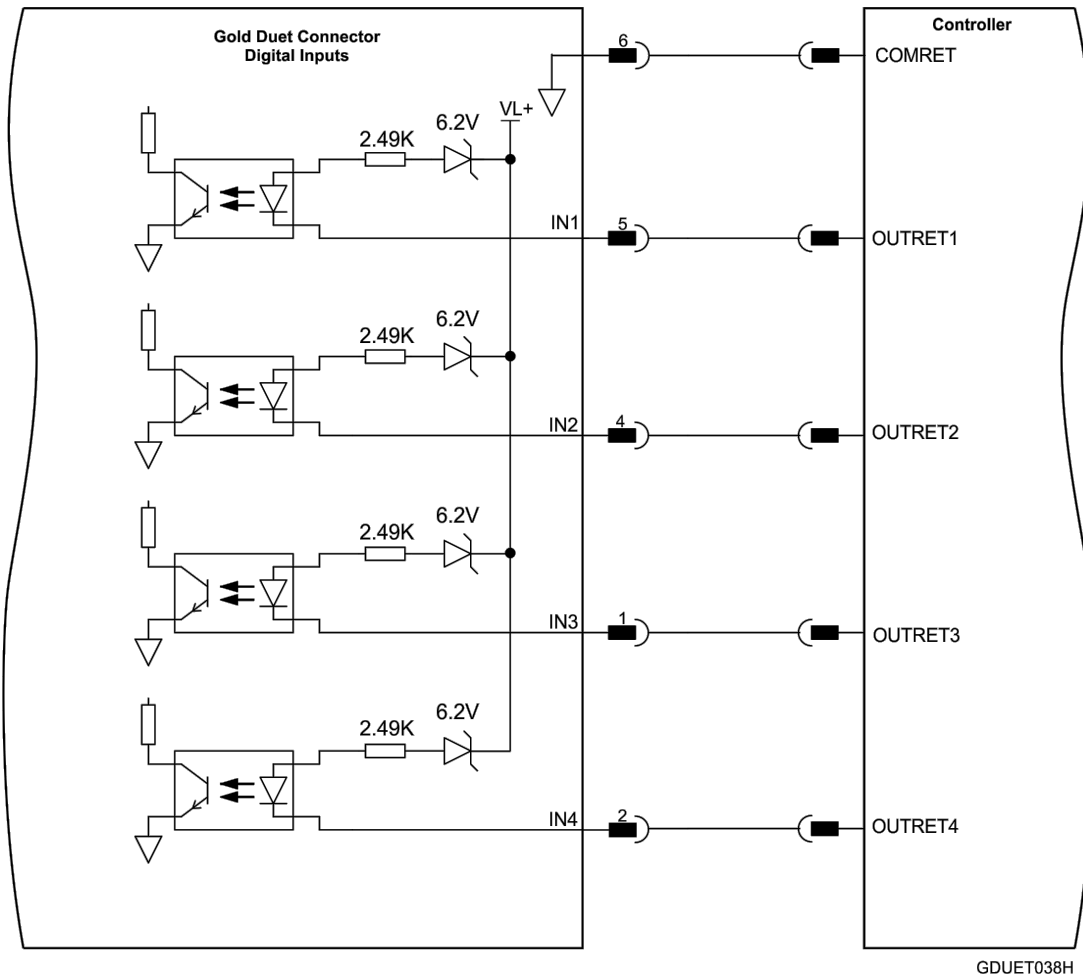 Gold Duet Connector
Digital Inputs
Controller
6
COMRET
VL+
6.2V
2.49K
IN1
5
OUTRET1
6.2V
2.49K
IN2
4
OUTRET2
6.2V
2.49K
IN3
1
OUTRET3
6.2V
2.49K
IN4
2
OUTRET4
GDUET038H